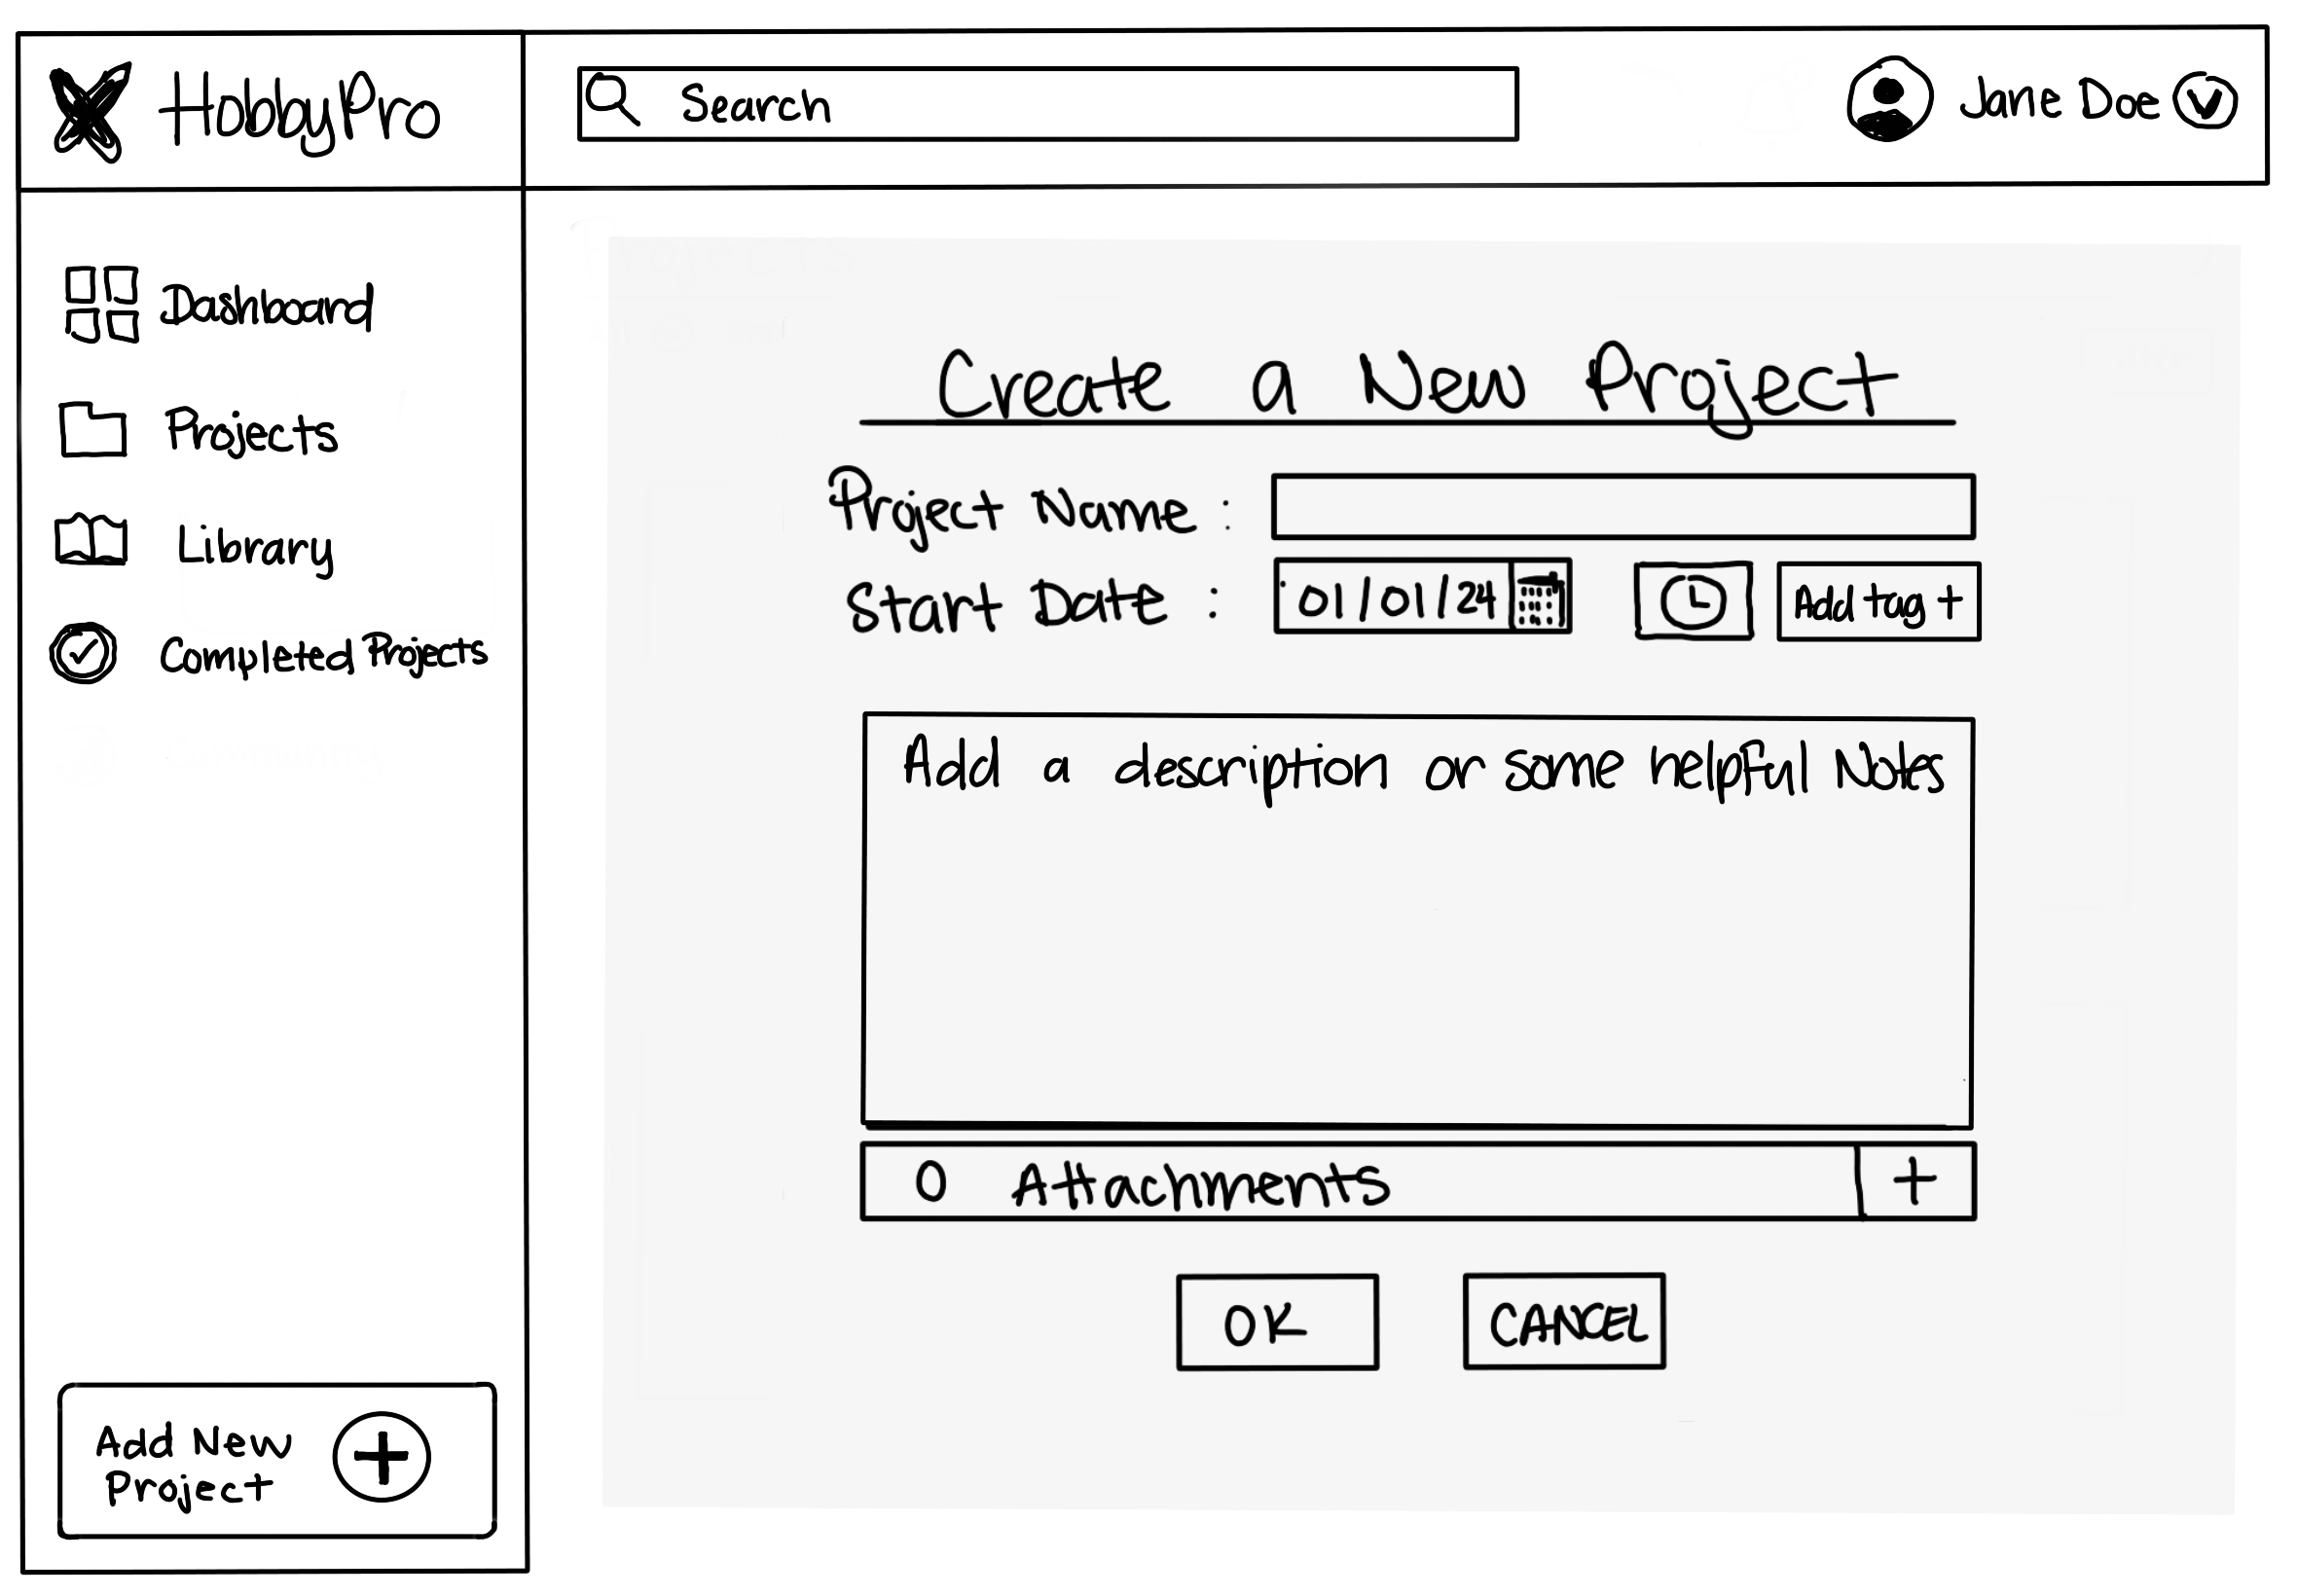 HobbyPro
Search
Jane Doe
Dashboard
Projects
Library
Completed Projects
Add New
Project
Create a New Project
Project Name :
Start Date : 01/01/24 Add tag +
Add a description or some helpful Notes
0 Attachments +
OK CANCEL